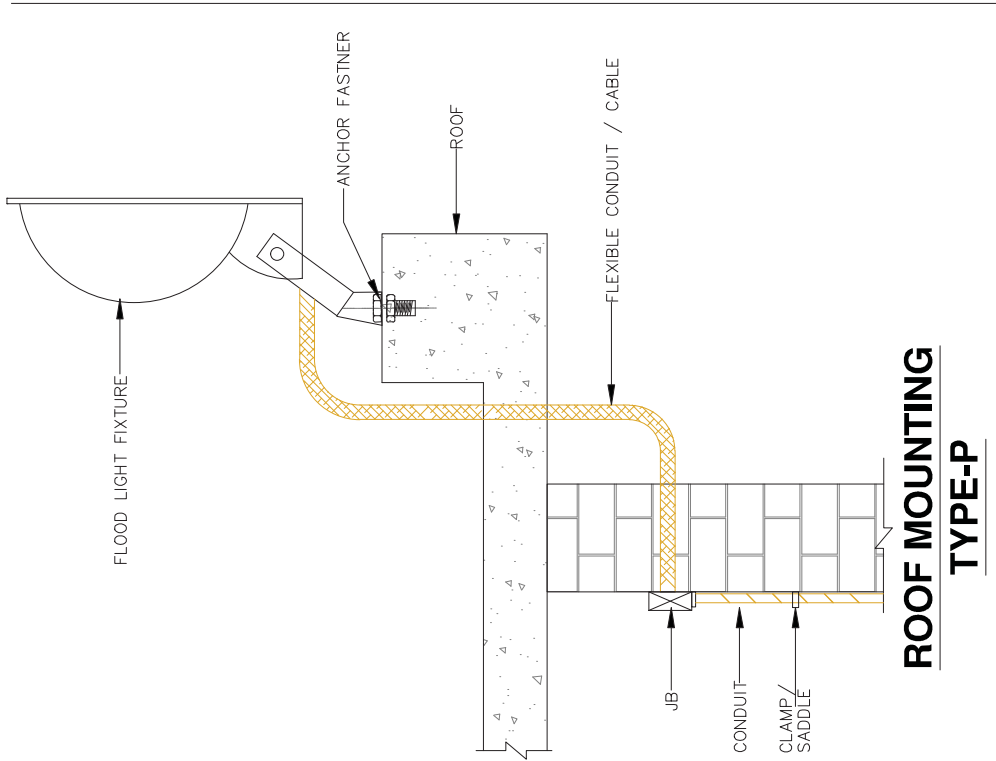 FLOOD LIGHT FIXTURE
ANCHOR FASTNER
ROOF
FLEXIBLE CONDUIT / CABLE
JB
CONDUIT
CLAMP/
SADDLE
ROOF MOUNTING
TYPE-P